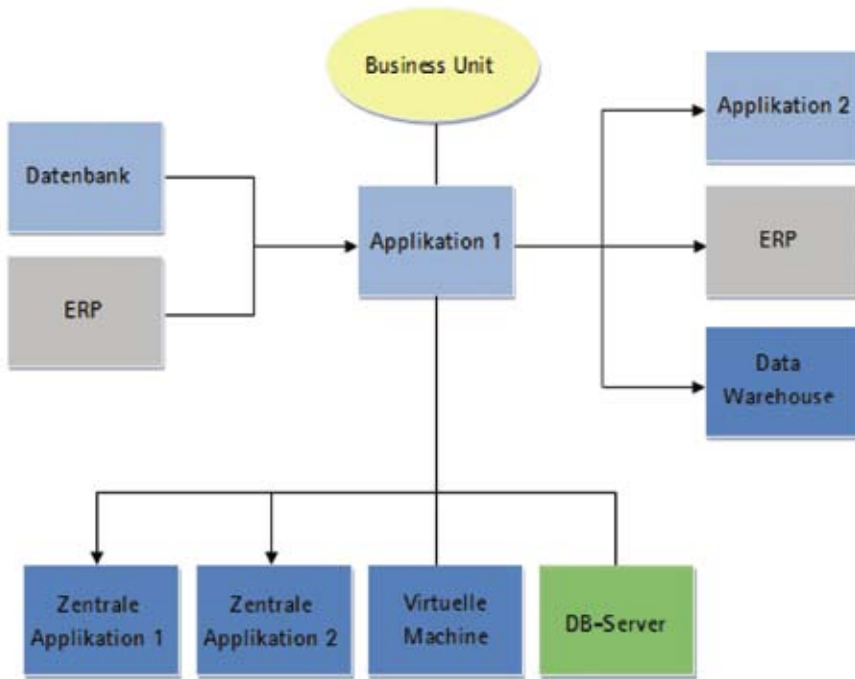 Business Unit
Applikation 2
Datenbank
Applikation 1
ERP
ERP
Data
Warehouse
Zentrale
Applikation 1
Zentrale
Applikation 2
Virtuelle
Machine
DB-Server